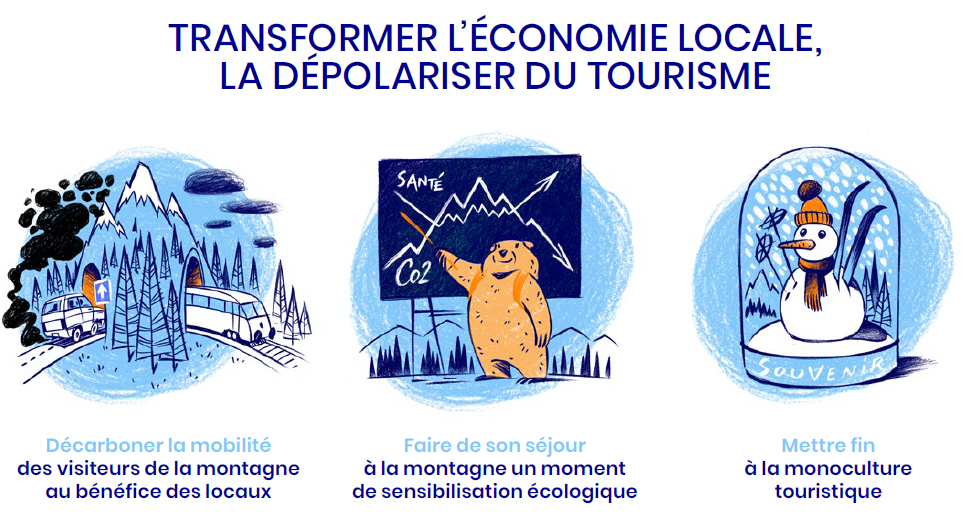 TRANSFORMER L’ÉCONOMIE LOCALE,
LA DÉPOLARISER DU TOURISME
SANTÉ
Co2
SOUVENIR
Décarboner la mobilité
des visiteurs de la montagne
au bénéfice des locaux
Faire de son séjour
à la montagne un moment
de sensibilisation écologique
Mettre fin
à la monoculture
touristique